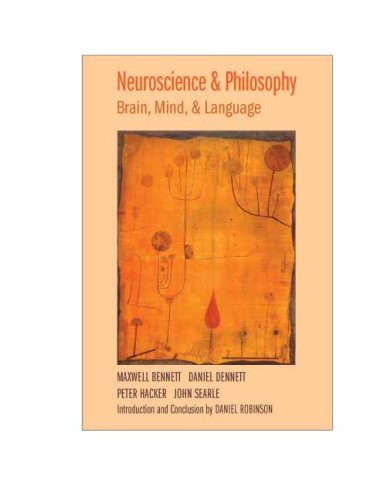 Neuroscience & Philosophy
Brain, Mind, & Language
MAXWELL BENNETT DANIEL DENNETT
PETER HACKER JOHN SEARLE
Introduction and Conclusion by DANIEL ROBINSON